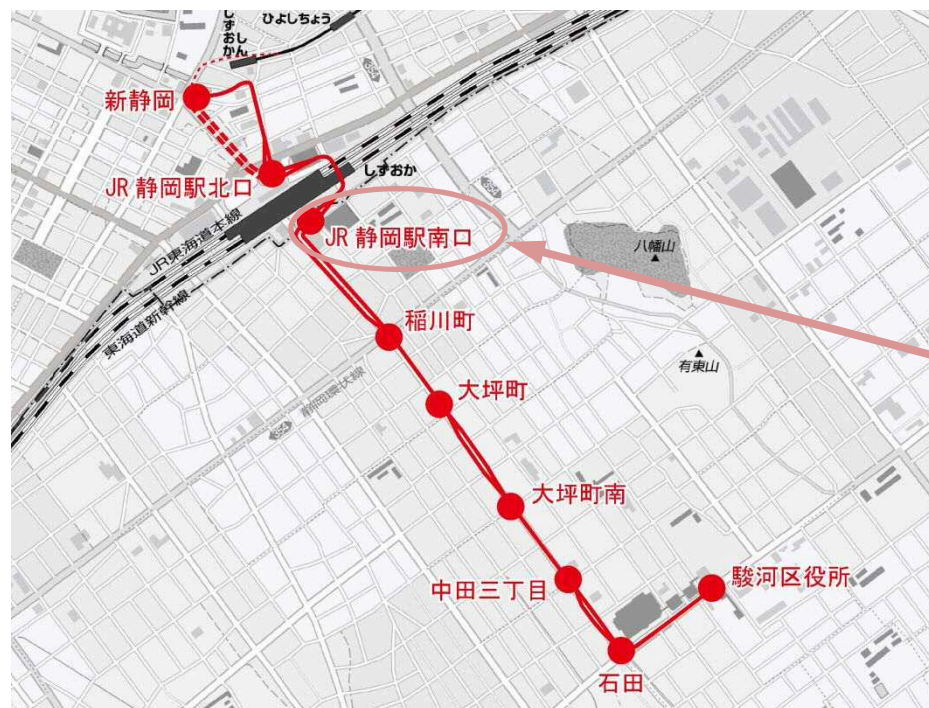 ひよしちょう
しん
しずおか
354
新静岡
JR 静岡駅北口
しずおか
354
JR 静岡駅南口
JR東海道本線
東海道新幹線
八幡山
稲川町
静岡環状線
354
有東山
大坪町
大坪町南
中田三丁目
駿河区役所
石田